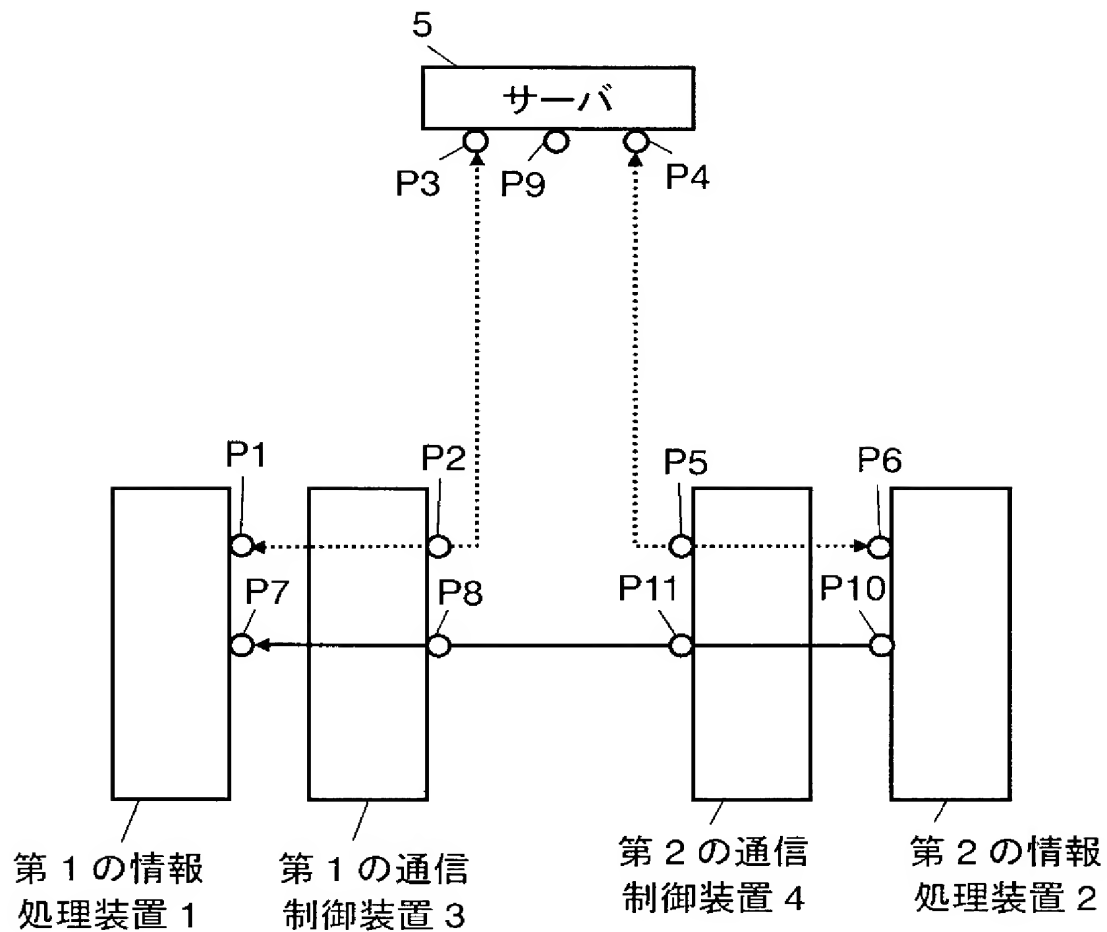 5
サーバ
P3
P9
P4
P1
P2
P5
P6
P7
P8
P11
P10
第1の情報
処理装置1
第1の通信
制御装置3
第2の通信
制御装置4
第2の情報
処理装置2